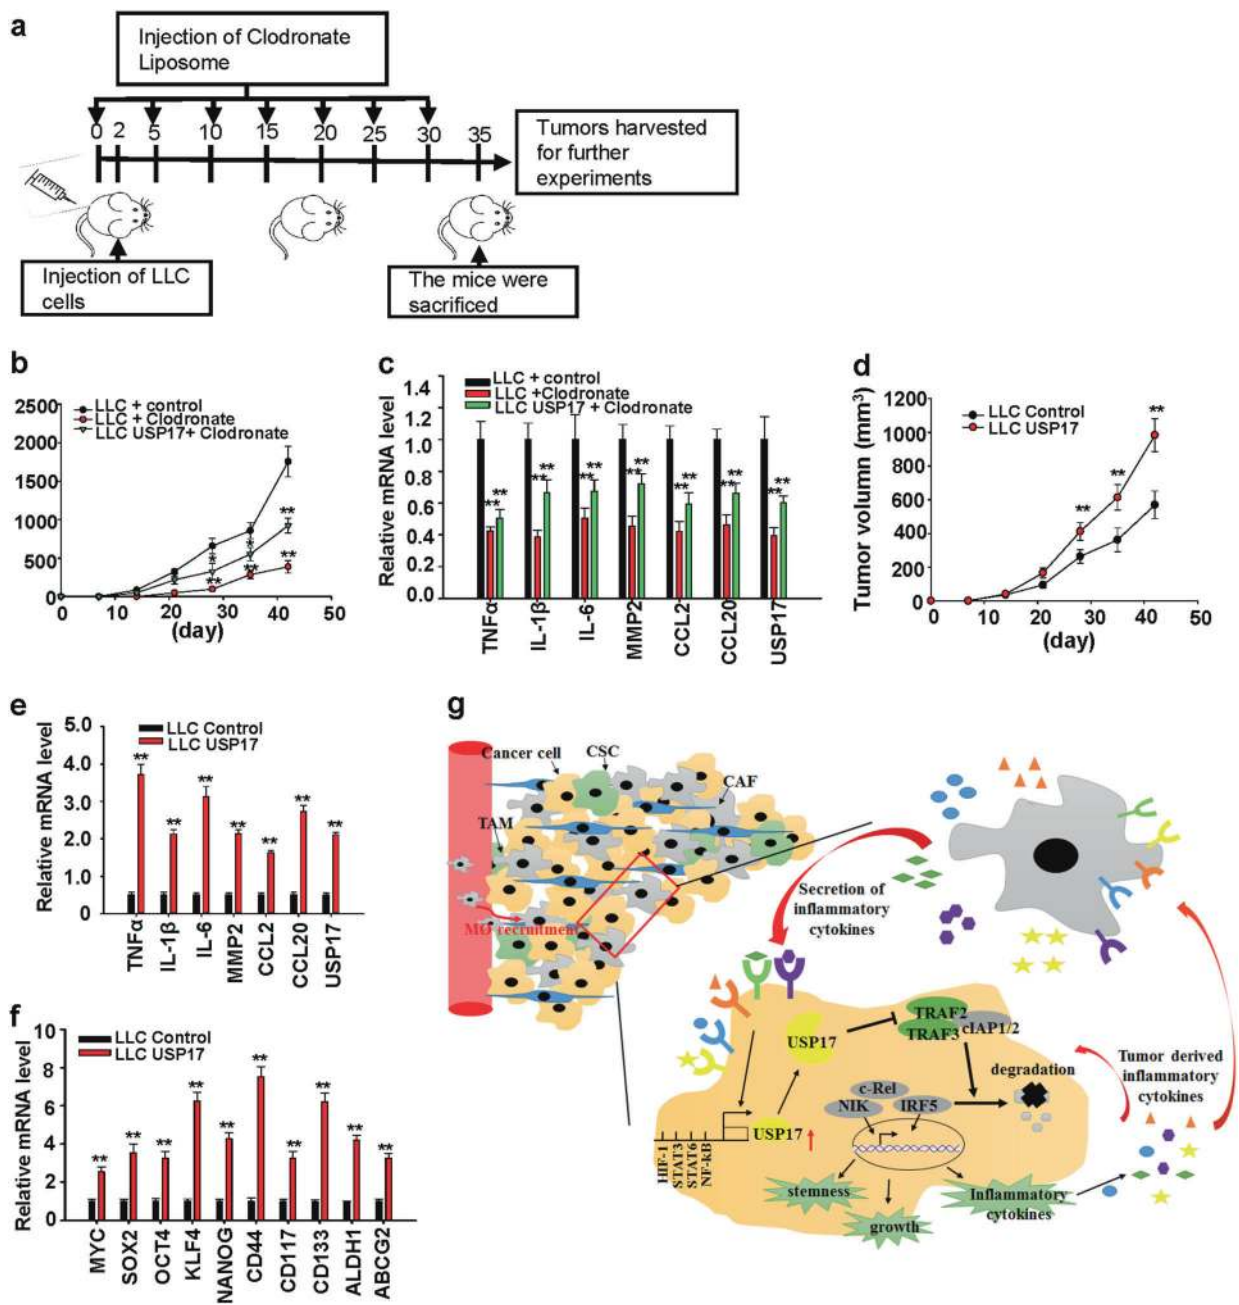 a
Injection of Clodronate
Liposome
0 2 5 10 15 20 25 30 35
Tumors harvested
for further
experiments
Injection of LLC
cells
The mice were
sacrificed
b
LLC + control
LLC + Clodronate
LLC USP17+ Clodronate
2500
2000
1500
1000
500
0
* * ** ** ** **
0 10 20 30 40 50
(day)
c
LLC + control
LLC +Clodronate
LLC USP17 + Clodronate
Relative mRNA level
1.4
1.2
1.0
0.8
0.6
0.4
0.2
0.0
** ** ** ** ** ** ** ** ** ** ** ** ** **
TNFα IL-1β IL-6 MMP2 CCL2 CCL20 USP17
d
LLC Control
LLC USP17
Tumor volumn (mm³)
1200
1000
800
600
400
200
0
** ** **
0 10 20 30 40 50
(day)
e
LLC Control
LLC USP17
Relative mRNA level
5.0
4.0
3.0
2.0
1.0
0
** ** ** ** ** ** **
TNFα IL-1β IL-6 MMP2 CCL2 CCL20 USP17
f
LLC Control
LLC USP17
Relative mRNA level
10
8
6
4
2
0
** ** ** ** ** ** ** ** ** **
MYC SOX2 OCT4 KLF4 NANOG CD44 CD117 CD133 ALDH1 ABCG2
g
Cancer cell
CSC
CAF
TAM
MO recruitment
Secretion of
inflammatory
cytokines
USP17
TRAF2
TRAF3
cIAP1/2
degradation
c-Rel
NIK
IRF5
USP17
HIF-1
STAT3
STAT6
NF-kB
stemness
growth
Inflammatory
cytokines
Tumor derived
inflammatory
cytokines